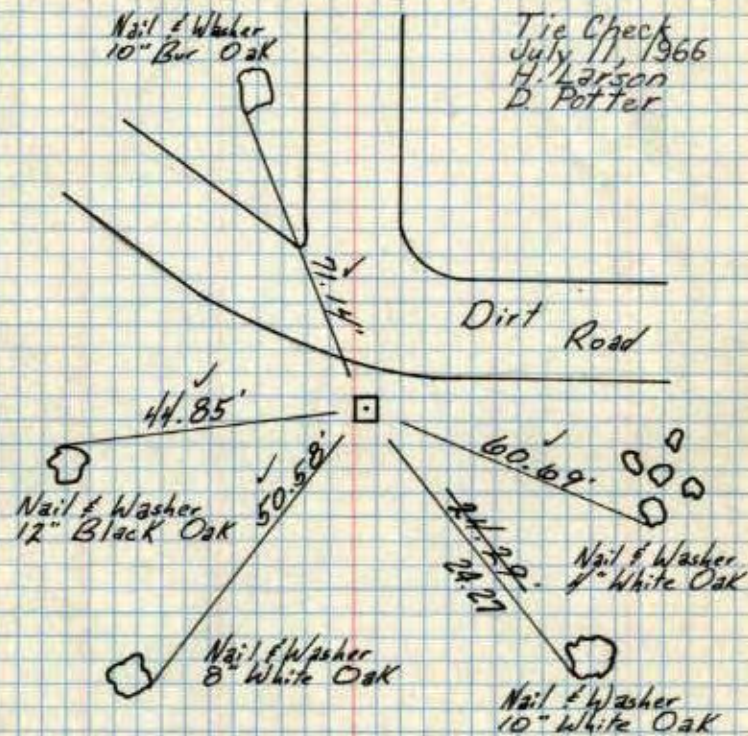 Nail & Washer
10" Bur Oak
Tie Check
July 11, 1966
H. Larson
D. Potter
71.14'
Dirt Road
44.85'
60.69'
50.58'
24.29
24.27
Nail & Washer
12" Black Oak
Nail & Washer
4" White Oak
Nail & Washer
8" White Oak
Nail & Washer
10" White Oak